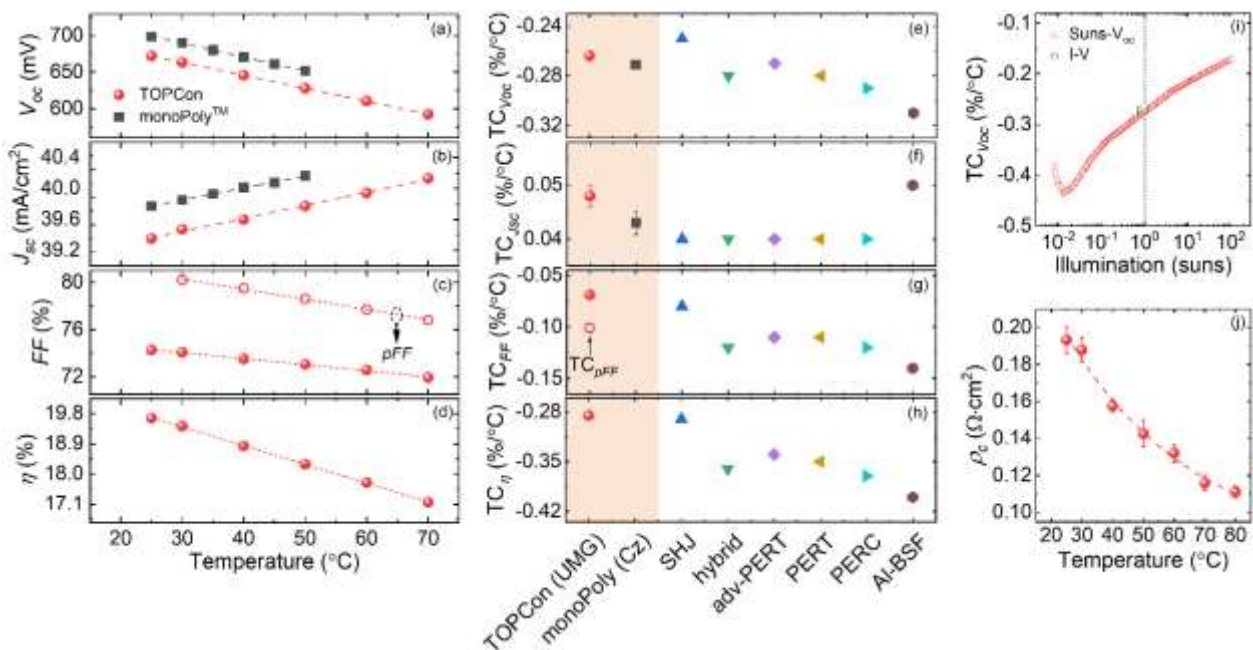 (a)
V_oc (mV)
700
650
600
TOPCon
monoPoly™
(b)
J_sc (mA/cm²)
40.4
40.0
39.6
39.2
(c)
FF (%)
80
76
72
pFF
(d)
η (%)
19.8
18.9
18.0
17.1
20 30 40 50 60 70
Temperature (°C)
(e)
TC_Voc (%/°C)
-0.24
-0.28
-0.32
(f)
TC_Jsc (%/°C)
0.05
0.04
(g)
TC_FF (%/°C)
-0.05
-0.10
-0.15
TC_pFF
(h)
TC_η (%/°C)
-0.28
-0.35
-0.42
TOPCon (UMG)
monoPoly (Cz)
SHJ
hybrid
adv-PERT
PERT
PERC
Al-BSF
(i)
TC_Voc (%/°C)
-0.1
-0.2
-0.3
-0.4
-0.5
Suns-V_oc
I-V
10⁻² 10⁻¹ 10⁰ 10¹ 10²
Illumination (suns)
(j)
ρ_c (Ω·cm²)
0.20
0.18
0.16
0.14
0.12
0.10
20 30 40 50 60 70 80
Temperature (°C)